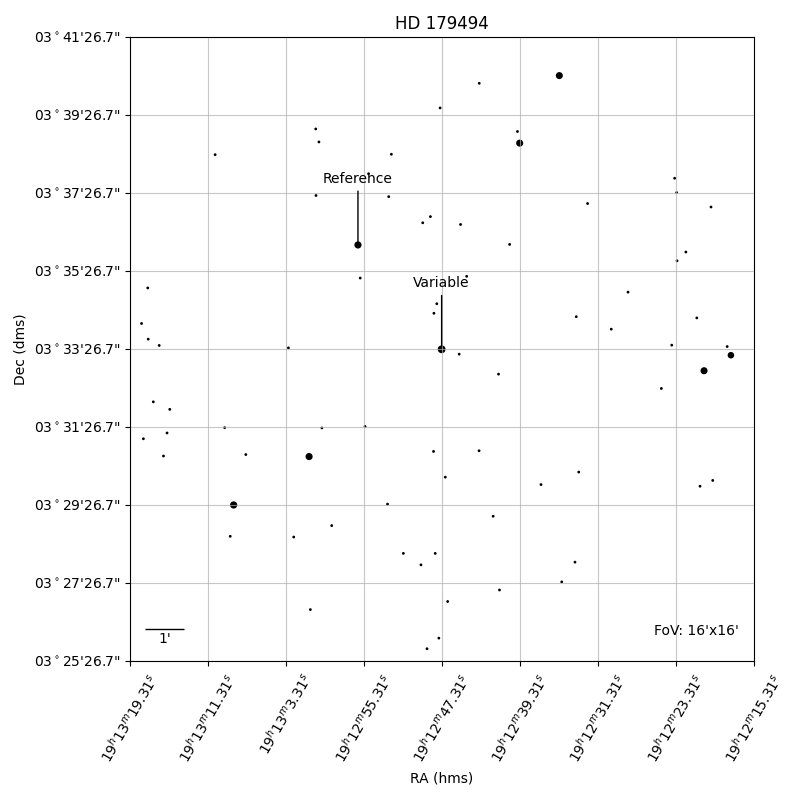 HD 179494
03°41'26.7"
03°39'26.7"
03°37'26.7"
Reference
03°35'26.7"
Variable
03°33'26.7"
03°31'26.7"
03°29'26.7"
03°27'26.7"
FoV: 16'x16'
1'
03°25'26.7"
Dec (dms)
19ʰ13ᵐ19.31ˢ
19ʰ13ᵐ11.31ˢ
19ʰ13ᵐ3.31ˢ
19ʰ12ᵐ55.31ˢ
19ʰ12ᵐ47.31ˢ
19ʰ12ᵐ39.31ˢ
19ʰ12ᵐ31.31ˢ
19ʰ12ᵐ23.31ˢ
19ʰ12ᵐ15.31ˢ
RA (hms)